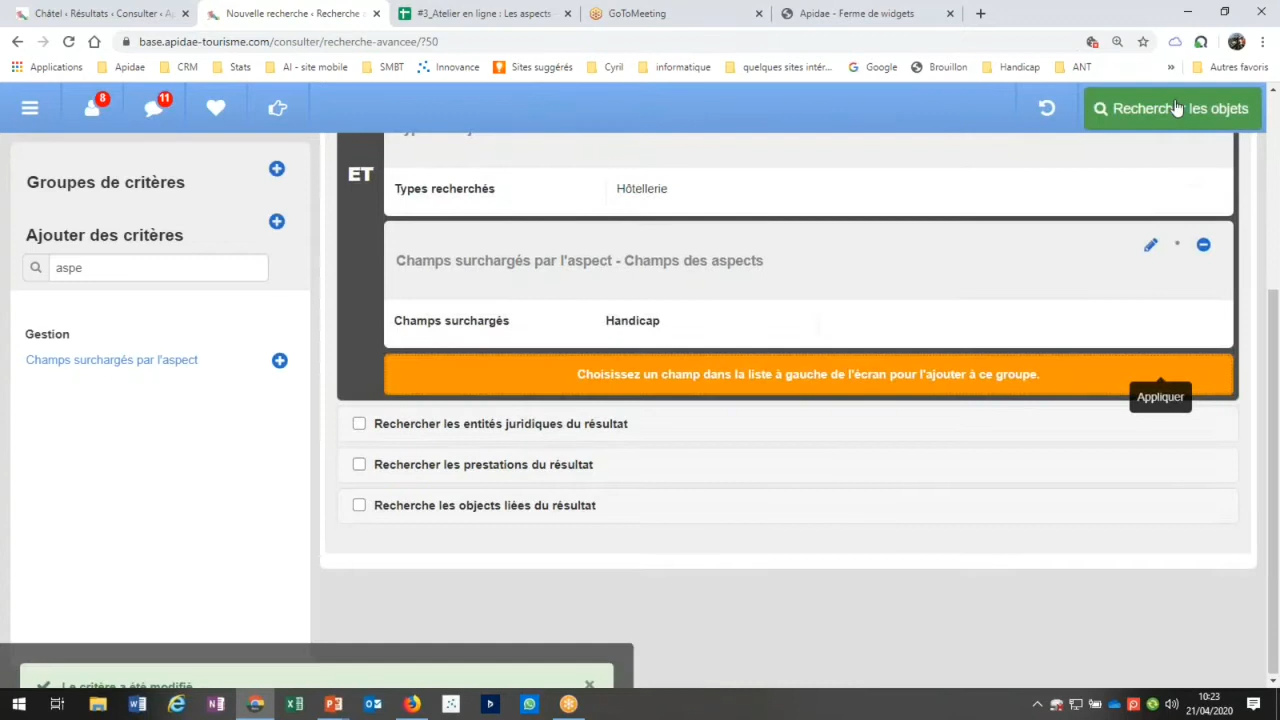 Châtel ‹ Résultats ‹ Consulter ‹ Ap
Nouvelle recherche ‹ Recherche
#3_Atelier en ligne : Les aspects
GoToMeeting
Apidae - Ferme de widgets
base.apidae-tourisme.com/consulter/recherche-avancee/?50
Applications
Apidae
CRM
Stats
AI - site mobile
SMBT
Innovance
Sites suggérés
Cyril
informatique
quelques sites intér...
Google
Brouillon
Handicap
ANT
»
Autres favoris
8
11
Rechercher les objets
Groupes de critères
Ajouter des critères
aspe
Gestion
Champs surchargés par l'aspect
ET
Types recherchés
Hôtellerie
Champs surchargés par l'aspect - Champs des aspects
Champs surchargés
Handicap
Choisissez un champ dans la liste à gauche de l'écran pour l'ajouter à ce groupe.
Appliquer
Rechercher les entités juridiques du résultat
Rechercher les prestations du résultat
Recherche les objects liées du résultat
Le critère a été modifié
10:23
21/04/2020